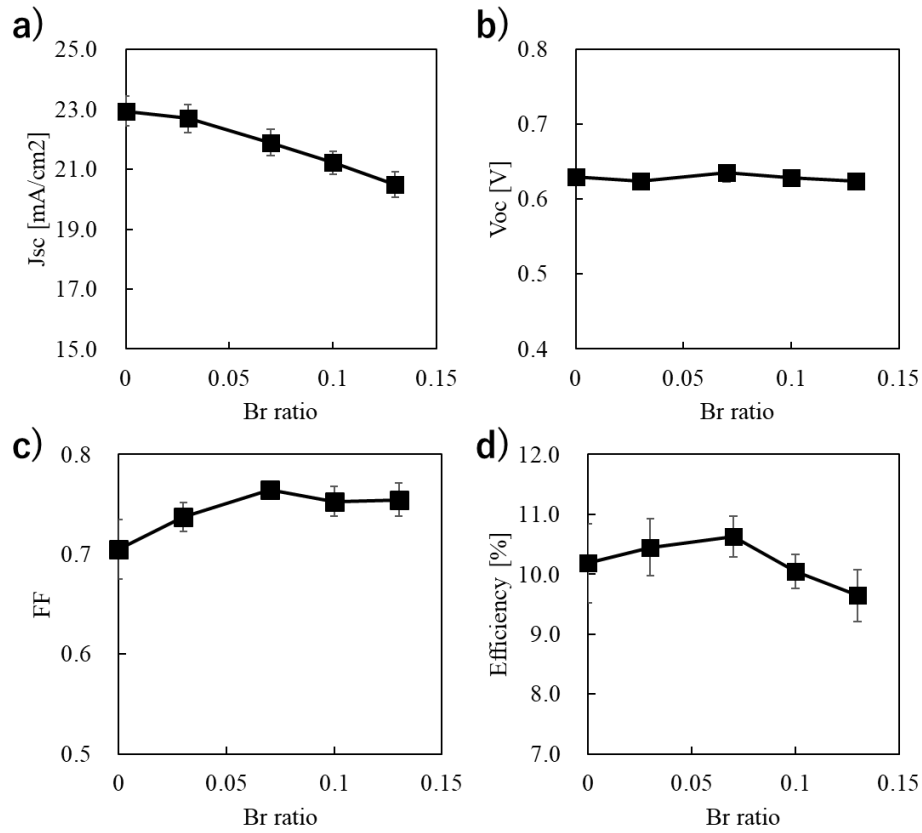 a)
25.0
23.0
21.0
19.0
17.0
15.0
Jsc [mA/cm2]
0 0.05 0.1 0.15
Br ratio
b)
0.8
0.7
0.6
0.5
0.4
Voc [V]
0 0.05 0.1 0.15
Br ratio
c)
0.8
0.7
0.6
0.5
FF
0 0.05 0.1 0.15
Br ratio
d)
12.0
11.0
10.0
9.0
8.0
7.0
Efficiency [%]
0 0.05 0.1 0.15
Br ratio